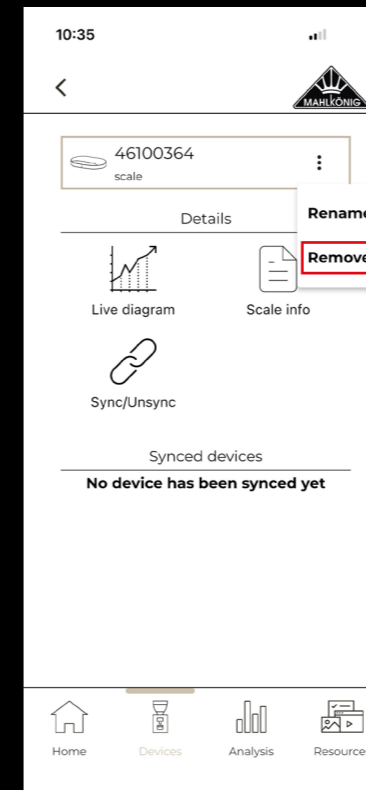 10:35
MAHLKÖNIG
46100364
scale
Rename
Details
Remove
Live diagram
Scale info
Sync/Unsync
Synced devices
No device has been synced yet
Home
Devices
Analysis
Resource